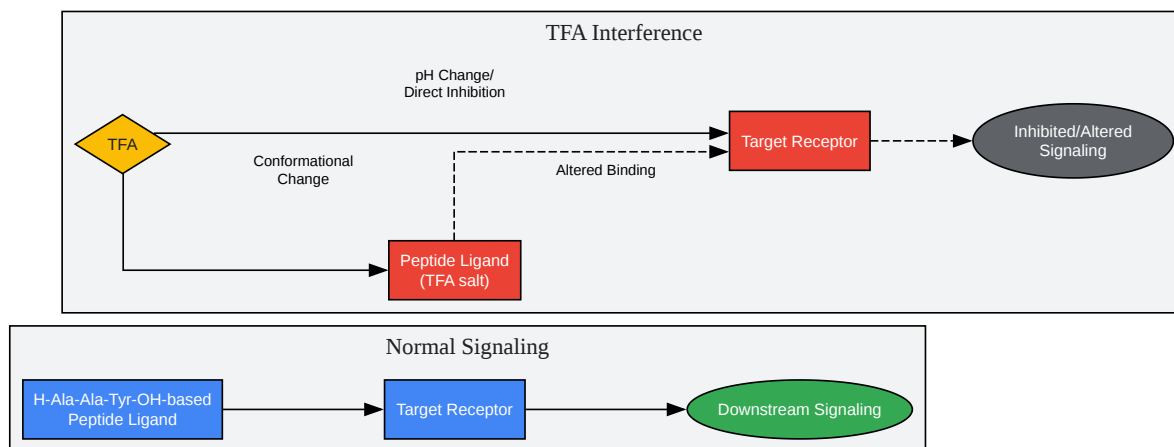 TFA Interference
pH Change/
Direct Inhibition
TFA
Conformational
Change
Altered Binding
Target Receptor
Inhibited/Altered
Signaling
Peptide Ligand
(TFA salt)
Normal Signaling
H-Ala-Ala-Tyr-OH-based
Peptide Ligand
Target Receptor
Downstream Signaling